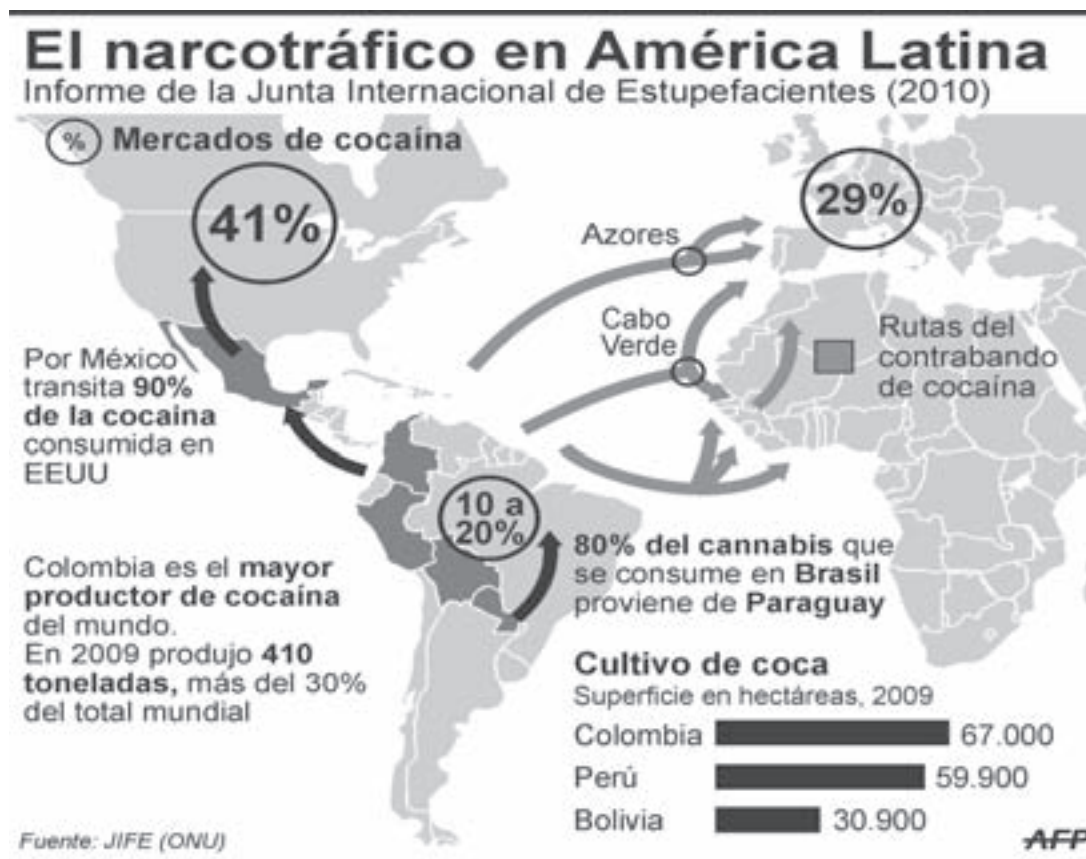 El narcotráfico en América Latina
Informe de la Junta Internacional de Estupefacientes (2010)
% Mercados de cocaína
41%
29%
Azores
Cabo
Verde
Rutas del
contrabando
de cocaína
Por México
transita 90%
de la cocaína
consumida en
EEUU
10 a
20%
80% del cannabis que
se consume en Brasil
proviene de Paraguay
Colombia es el mayor
productor de cocaína
del mundo.
En 2009 produjo 410
toneladas, más del 30%
del total mundial
Cultivo de coca
Superficie en hectáreas, 2009
Colombia 67.000
Perú 59.900
Bolivia 30.900
Fuente: JIFE (ONU)
AFP